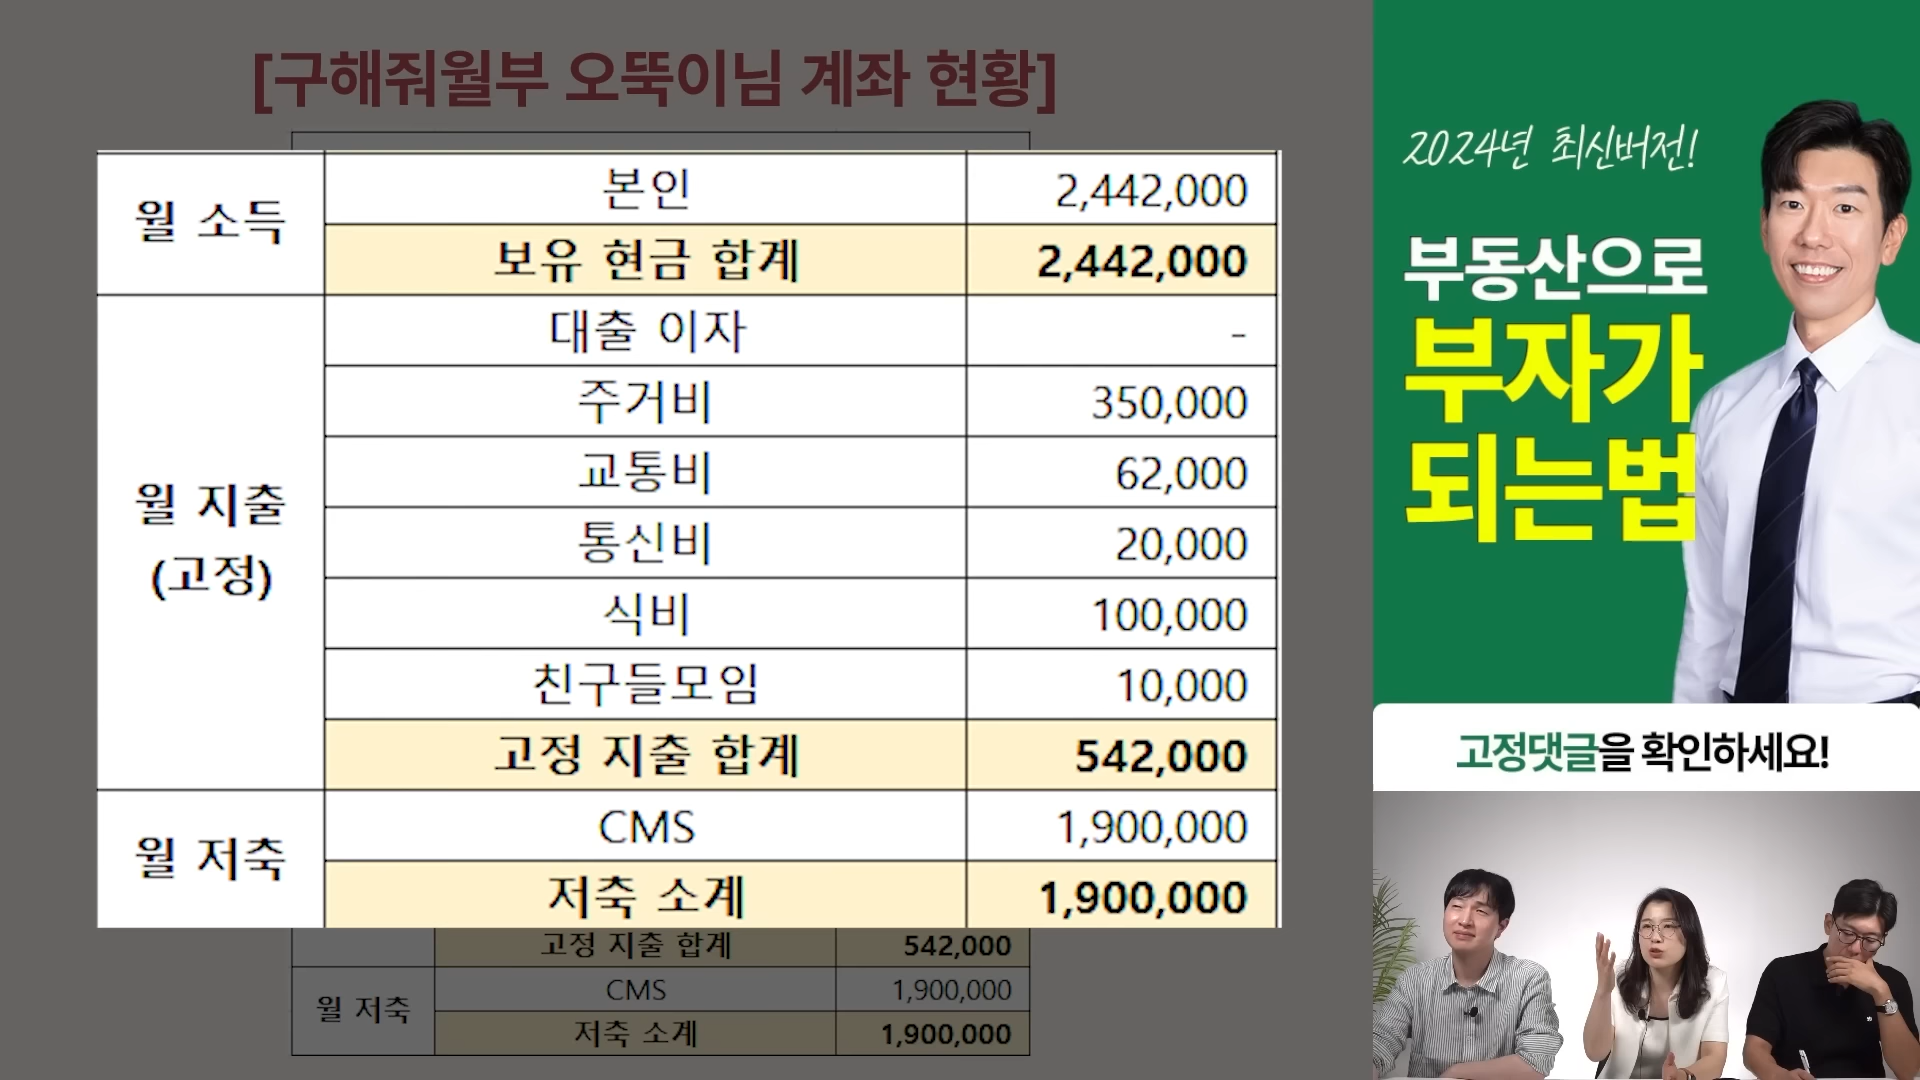 [구해줘월부 오뚝이님 계좌 현황]
월 소득
본인 2,442,000
보유 현금 합계 2,442,000
월 지출
(고정)
대출 이자 -
주거비 350,000
교통비 62,000
통신비 20,000
식비 100,000
친구들모임 10,000
고정 지출 합계 542,000
월 저축
CMS 1,900,000
저축 소계 1,900,000
고정 지출 합계 542,000
월 저축
CMS 1,900,000
저축 소계 1,900,000
2024년 최신버전!
부동산으로
부자가
되는법
고정댓글을 확인하세요!